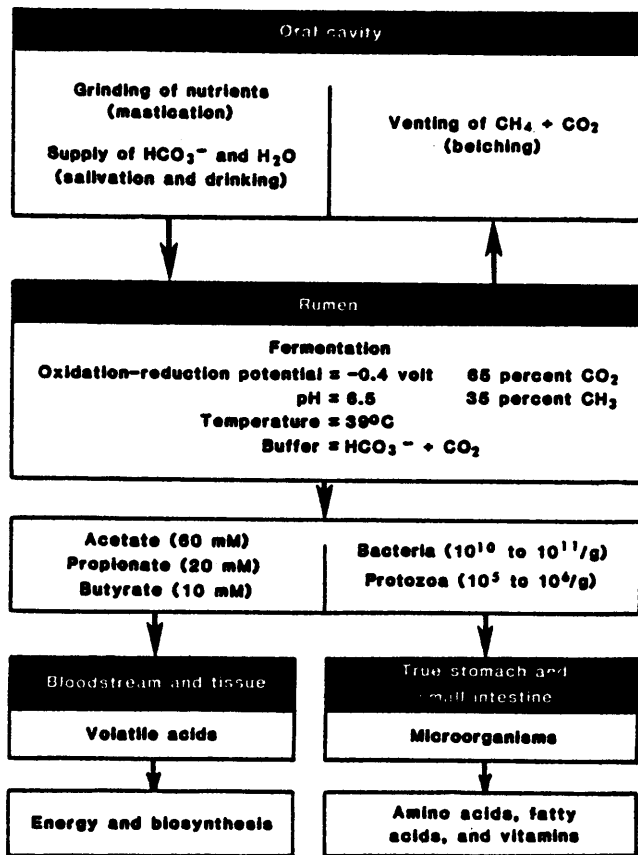 Oral cavity
Grinding of nutrients
(mastication)
Supply of HCO₃⁻ and H₂O
(salivation and drinking)
Venting of CH₄ + CO₂
(belching)
Rumen
Fermentation
Oxidation-reduction potential = -0.4 volt 65 percent CO₂
pH = 6.5 35 percent CH₃
Temperature = 39°C
Buffer = HCO₃⁻ + CO₂
Acetate (60 mM)
Propionate (20 mM)
Butyrate (10 mM)
Bacteria (10¹⁰ to 10¹¹/g)
Protozoa (10⁵ to 10⁶/g)
Bloodstream and tissue
Volatile acids
Energy and biosynthesis
True stomach and
small intestine
Microorganisms
Amino acids, fatty
acids, and vitamins